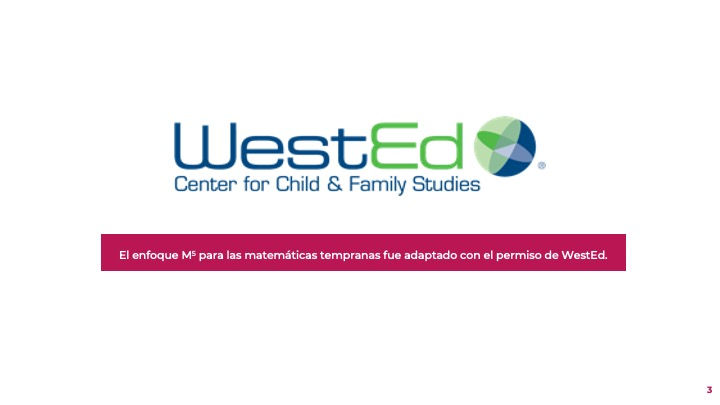 WestEd ®
Center for Child & Family Studies
El enfoque M⁵ para las matemáticas tempranas fue adaptado con el permiso de WestEd.
3